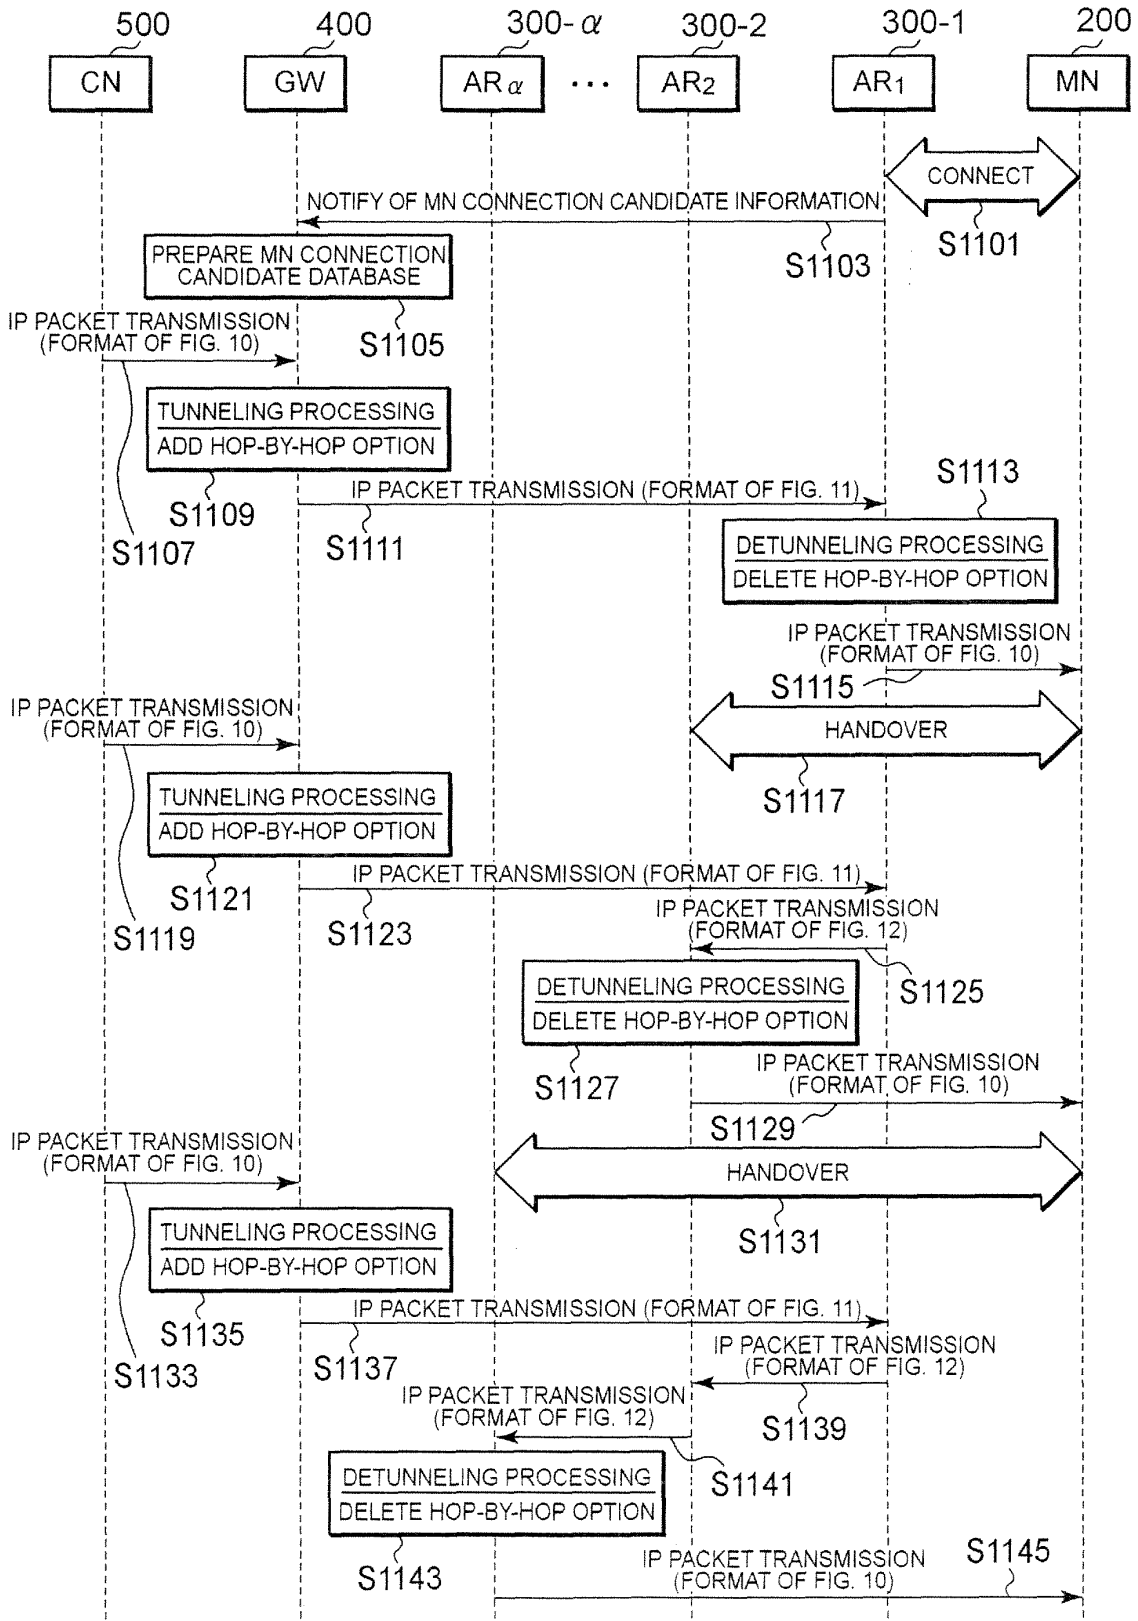 500 400 300-α 300-2 300-1 200
CN GW ARα ... AR2 AR1 MN
CONNECT
S1101
NOTIFY OF MN CONNECTION CANDIDATE INFORMATION
S1103
PREPARE MN CONNECTION
CANDIDATE DATABASE
S1105
IP PACKET TRANSMISSION
(FORMAT OF FIG. 10)
S1107
TUNNELING PROCESSING
ADD HOP-BY-HOP OPTION
S1109
IP PACKET TRANSMISSION (FORMAT OF FIG. 11)
S1111
S1113
DETUNNELING PROCESSING
DELETE HOP-BY-HOP OPTION
IP PACKET TRANSMISSION
(FORMAT OF FIG. 10)
S1115
HANDOVER
S1117
IP PACKET TRANSMISSION
(FORMAT OF FIG. 10)
S1119
TUNNELING PROCESSING
ADD HOP-BY-HOP OPTION
S1121
IP PACKET TRANSMISSION (FORMAT OF FIG. 11)
S1123
IP PACKET TRANSMISSION
(FORMAT OF FIG. 12)
S1125
DETUNNELING PROCESSING
DELETE HOP-BY-HOP OPTION
S1127
IP PACKET TRANSMISSION
(FORMAT OF FIG. 10)
S1129
HANDOVER
S1131
IP PACKET TRANSMISSION
(FORMAT OF FIG. 10)
S1133
TUNNELING PROCESSING
ADD HOP-BY-HOP OPTION
S1135
IP PACKET TRANSMISSION (FORMAT OF FIG. 11)
S1137
IP PACKET TRANSMISSION
(FORMAT OF FIG. 12)
S1139
IP PACKET TRANSMISSION
(FORMAT OF FIG. 12)
S1141
DETUNNELING PROCESSING
DELETE HOP-BY-HOP OPTION
S1143
IP PACKET TRANSMISSION
(FORMAT OF FIG. 10)
S1145